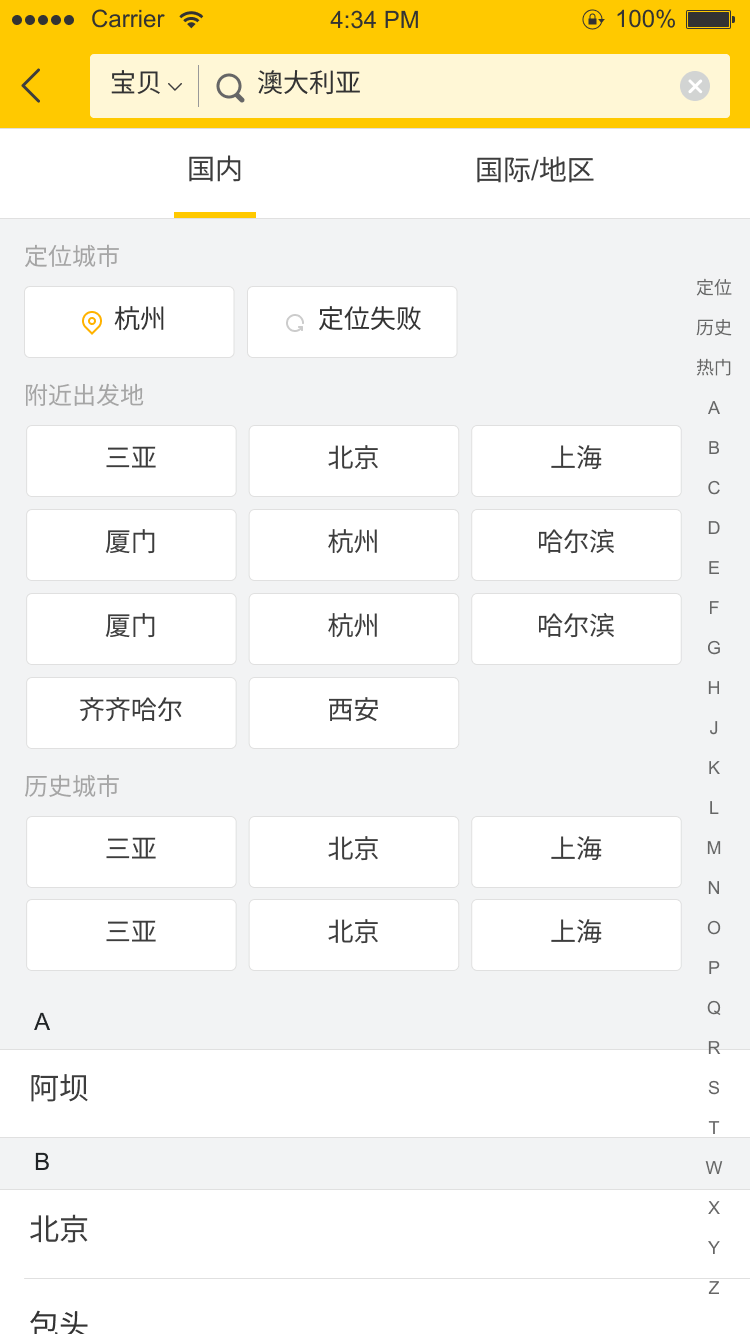 Carrier 4:34 PM 100%
宝贝 澳大利亚
国内 国际/地区
定位城市
杭州 定位失败
附近出发地
三亚 北京 上海
厦门 杭州 哈尔滨
厦门 杭州 哈尔滨
齐齐哈尔 西安
历史城市
三亚 北京 上海
三亚 北京 上海
A
阿坝
B
北京
包头
定位
历史
热门
A
B
C
D
E
F
G
H
J
K
L
M
N
O
P
Q
R
S
T
W
X
Y
Z